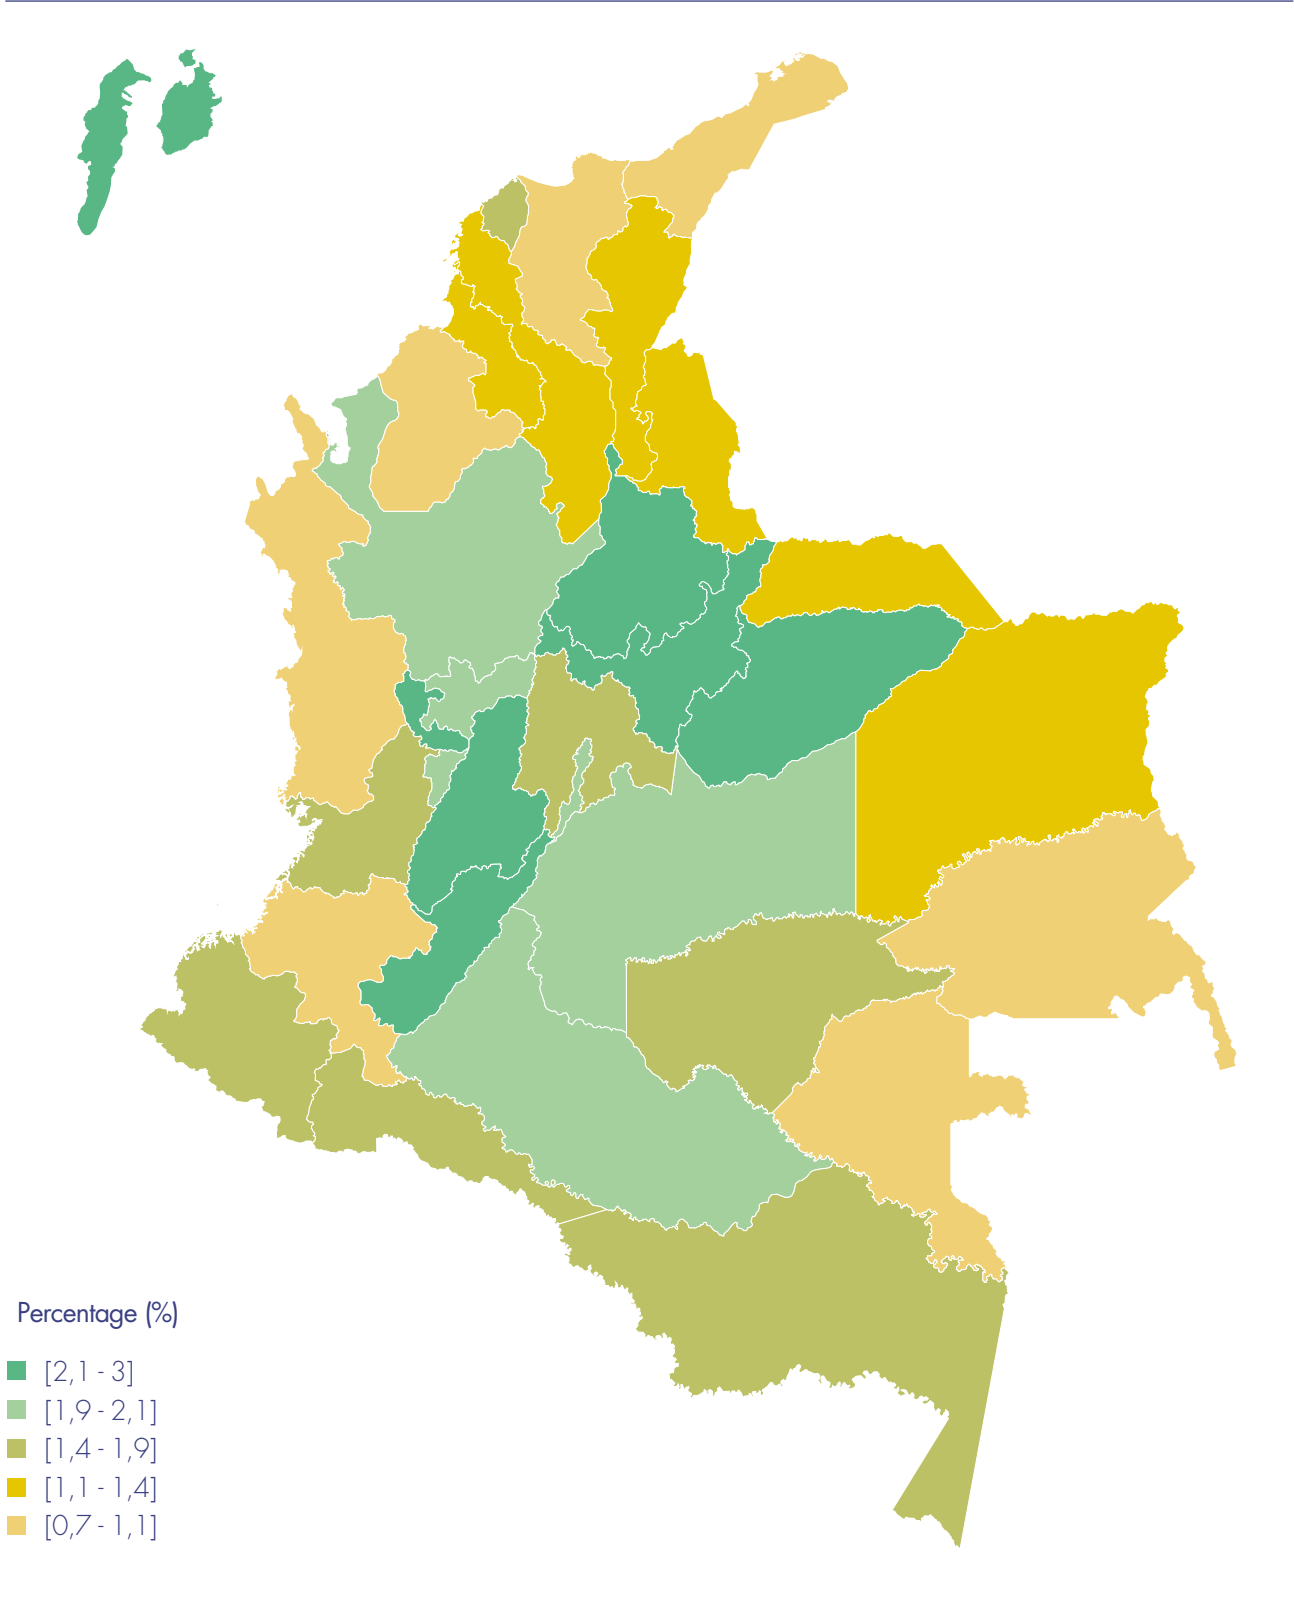 Percentage (%)
[2,1 - 3]
[1,9 - 2,1]
[1,4 - 1,9]
[1,1 - 1,4]
[0,7 - 1,1]